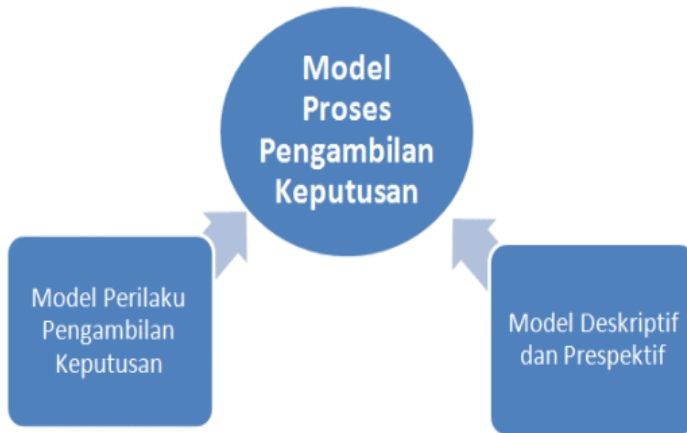 Model
Proses
Pengambilan
Keputusan
Model Perilaku
Pengambilan
Keputusan
Model Deskriptif
dan Prespektif